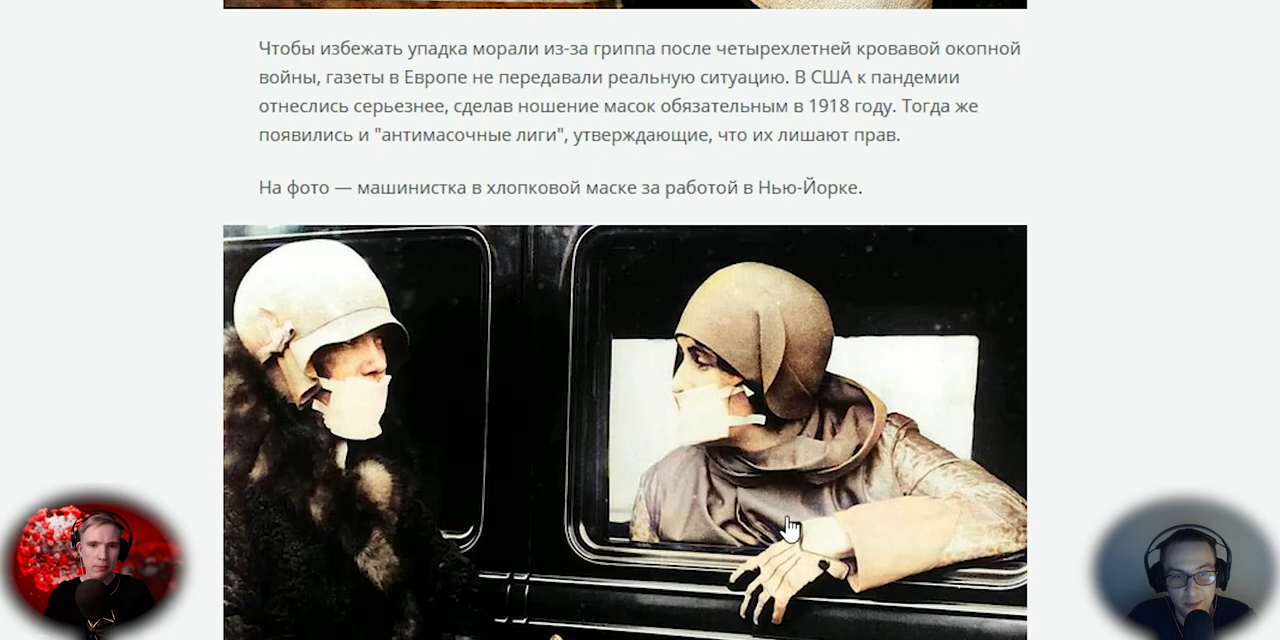 Чтобы избежать упадка морали из-за гриппа после четырехлетней кровавой окопной
войны, газеты в Европе не передавали реальную ситуацию. В США к пандемии
отнеслись серьезнее, сделав ношение масок обязательным в 1918 году. Тогда же
появились и "антимасочные лиги", утверждающие, что их лишают прав.
На фото — машинистка в хлопковой маске за работой в Нью-Йорке.